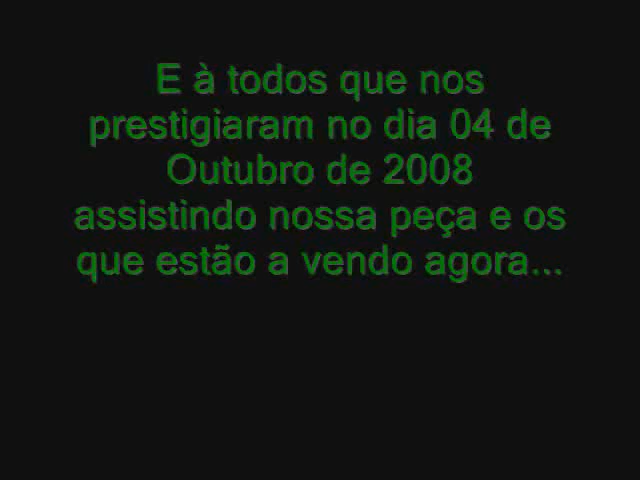 E à todos que nos
prestigiaram no dia 04 de
Outubro de 2008
assistindo nossa peça e os
que estão a vendo agora...